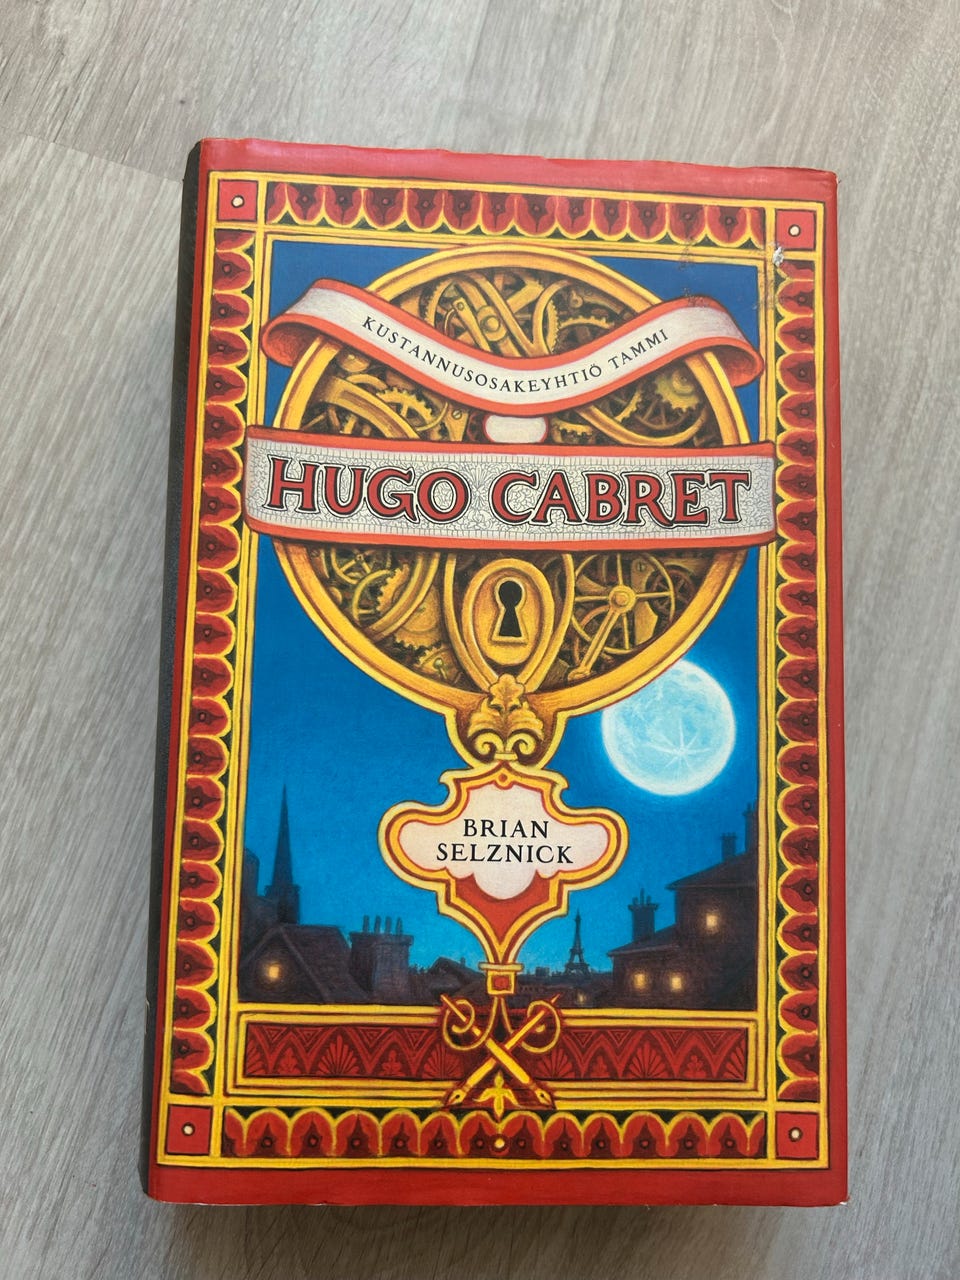 KUSTANNUSOSAKEYHTIÖ TAMMI
HUGO CABRET
BRIAN
SELZNICK